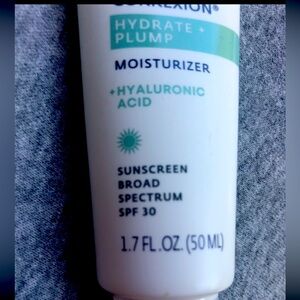 HYDRATE +
PLUMP
MOISTURIZER
+HYALURONIC
ACID
SUNSCREEN
BROAD
SPECTRUM
SPF 30
1.7 FL.OZ. (50 ML)